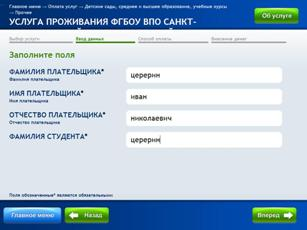 Главное меню → Оплата услуг → Детские сады, среднее и высшее образование, учебные курсы
→ Прочее
УСЛУГА ПРОЖИВАНИЯ ФГБОУ ВПО САНКТ-
Об услуге
Выбор услуги
Ввод данных
Способ оплаты
Внесение денег
Заполните поля
ФАМИЛИЯ ПЛАТЕЛЬЩИКА*
Фамилия плательщика
церерин
ИМЯ ПЛАТЕЛЬЩИКА*
Имя плательщика
иван
ОТЧЕСТВО ПЛАТЕЛЬЩИКА*
Отчество плательщика
николаевич
ФАМИЛИЯ СТУДЕНТА*
церерин
Поля обозначенные* являются обязательными
Главное меню
Назад
Вперед